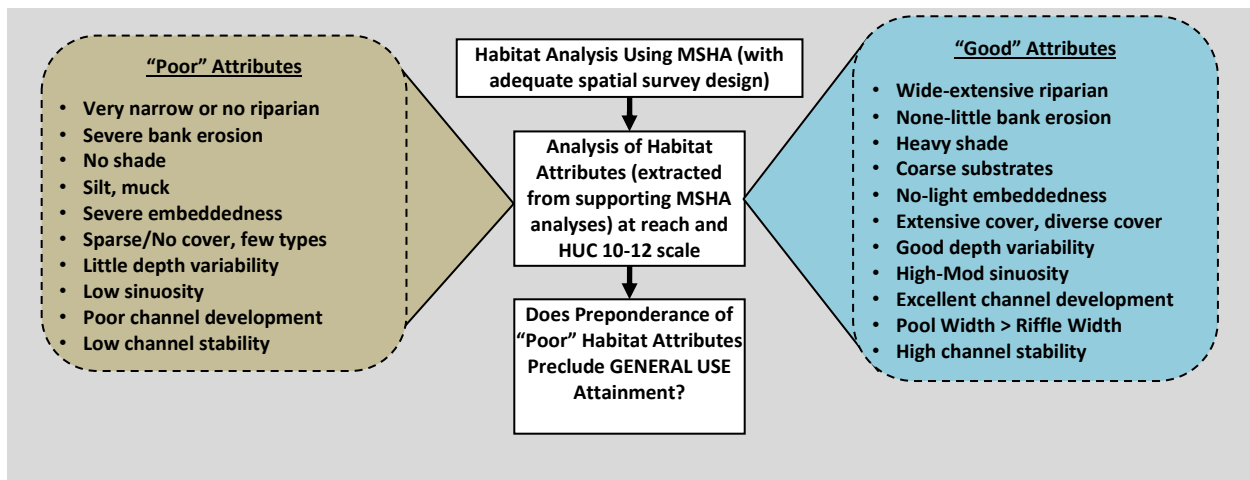 “Poor” Attributes
• Very narrow or no riparian
• Severe bank erosion
• No shade
• Silt, muck
• Severe embeddedness
• Sparse/No cover, few types
• Little depth variability
• Low sinuosity
• Poor channel development
• Low channel stability
Habitat Analysis Using MSHA (with
adequate spatial survey design)
Analysis of Habitat
Attributes (extracted
from supporting MSHA
analyses) at reach and
HUC 10-12 scale
Does Preponderance of
“Poor” Habitat Attributes
Preclude GENERAL USE
Attainment?
“Good” Attributes
• Wide-extensive riparian
• None-little bank erosion
• Heavy shade
• Coarse substrates
• No-light embeddedness
• Extensive cover, diverse cover
• Good depth variability
• High-Mod sinuosity
• Excellent channel development
• Pool Width > Riffle Width
• High channel stability